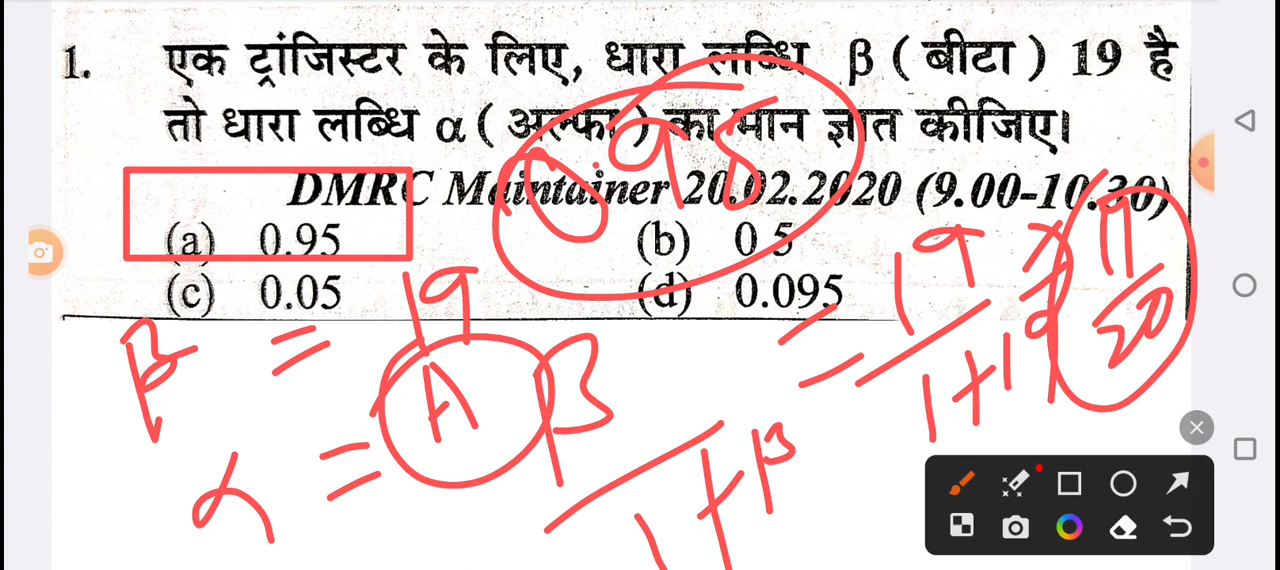 1. एक ट्रांजिस्टर के लिए, धारा लब्धि β ( बीटा ) 19 है
तो धारा लब्धि α ( अल्फा ) का मान ज्ञात कीजिए।
DMRC Maintainer 20.02.2020 (9.00-10.30)
(a) 0.95 (b) 0 5
(c) 0.05 (d) 0.095
0.95
β = 19
α = A β / 1+β = 19 / 1+19 = 19 / 20